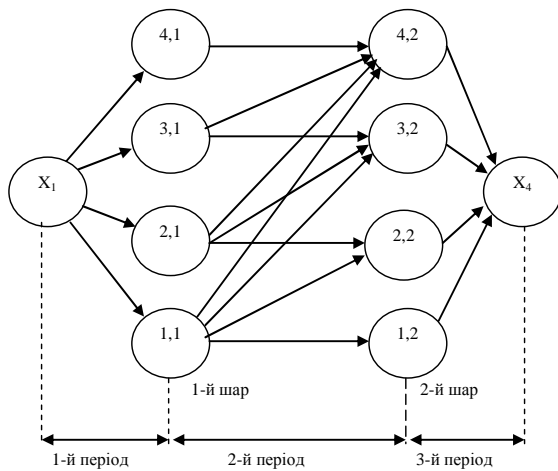 4,1
4,2
3,1
3,2
X₁
X₄
2,1
2,2
1,1
1,2
1-й шар
2-й шар
1-й період
2-й період
3-й період